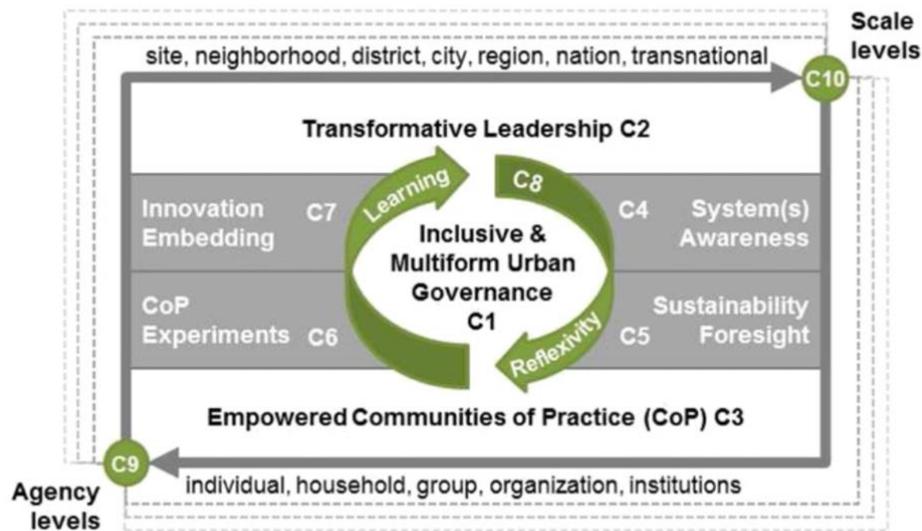 Scale
levels
site, neighborhood, district, city, region, nation, transnational
C10
Transformative Leadership C2
Learning
C8
Innovation
Embedding
C7
C4
System(s)
Awareness
Inclusive &
Multiform Urban
Governance
C1
CoP
Experiments
C6
C5
Sustainability
Foresight
Reflexivity
Empowered Communities of Practice (CoP) C3
C9
Agency
levels
individual, household, group, organization, institutions